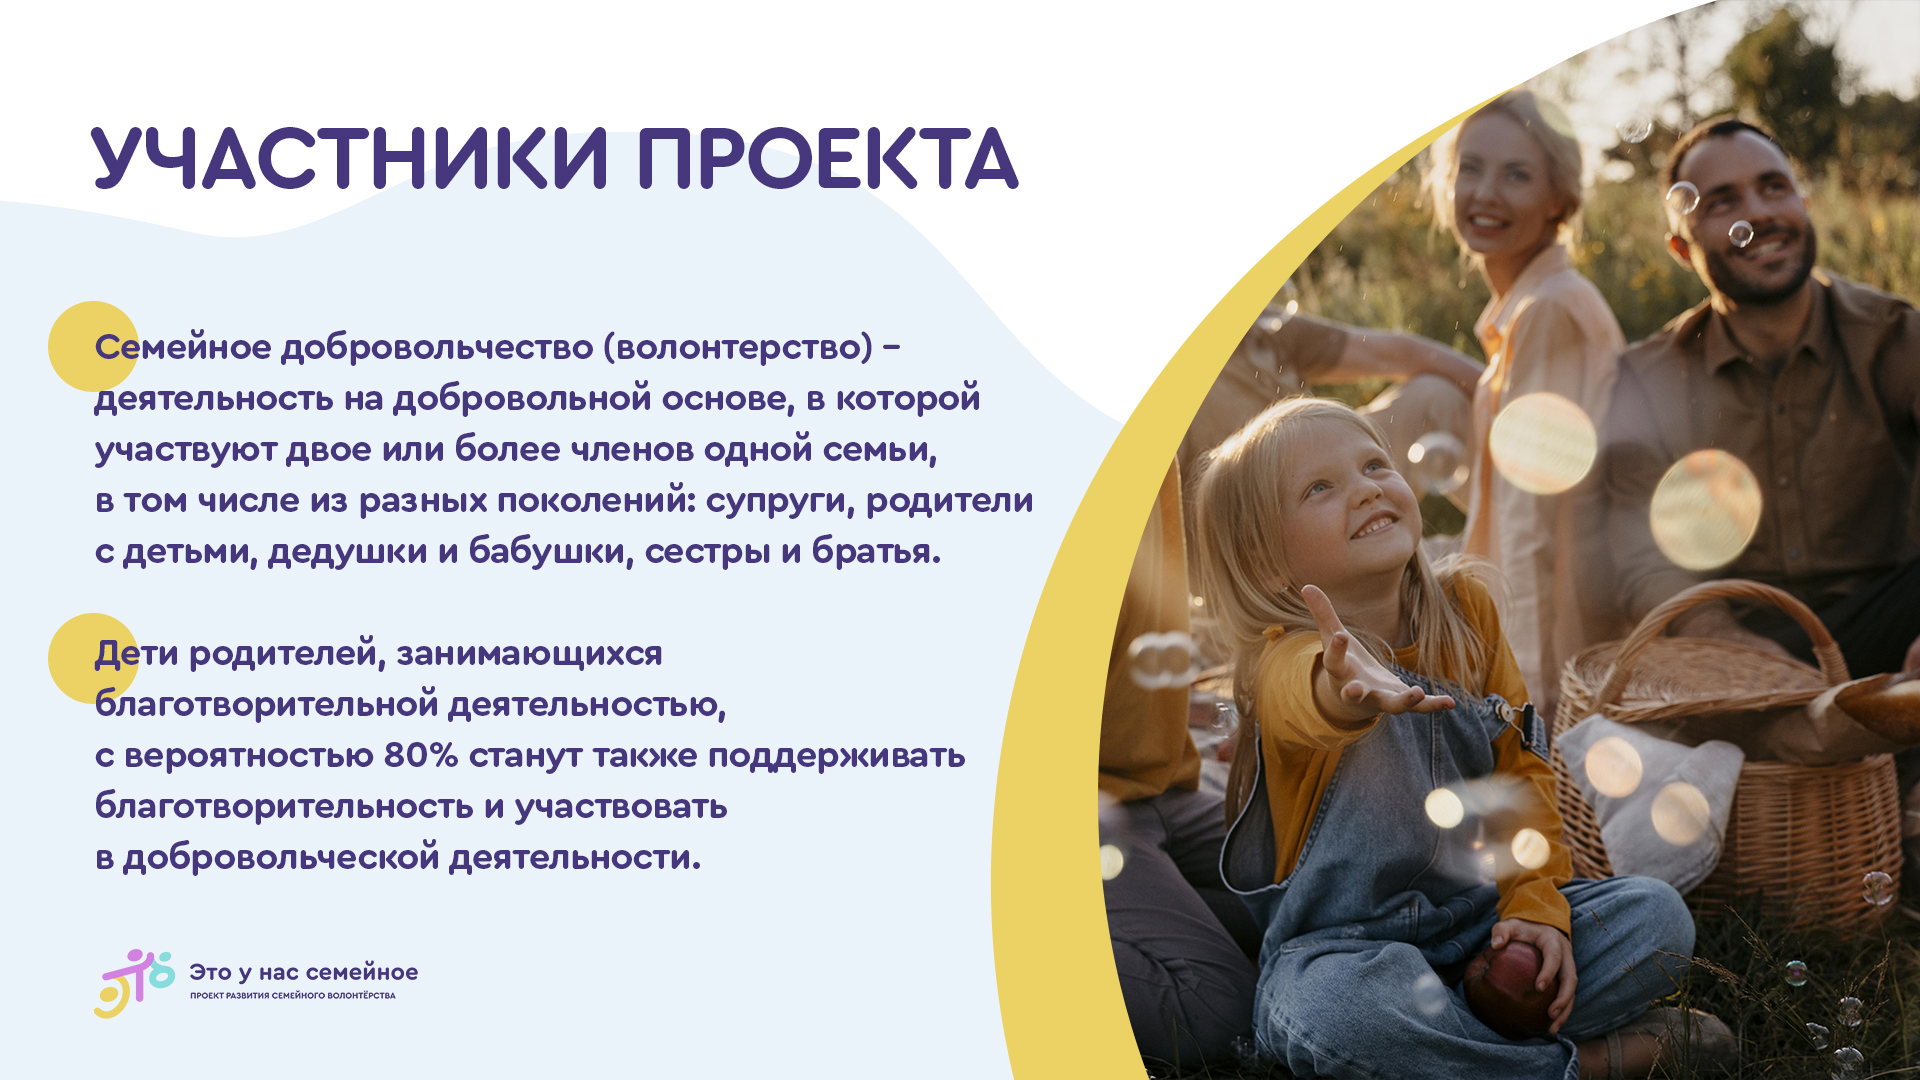 УЧАСТНИКИ ПРОЕКТА
Семейное добровольчество (волонтерство) –
деятельность на добровольной основе, в которой
участвуют двое или более членов одной семьи,
в том числе из разных поколений: супруги, родители
с детьми, дедушки и бабушки, сестры и братья.
Дети родителей, занимающихся
благотворительной деятельностью,
с вероятностью 80% станут также поддерживать
благотворительность и участвовать
в добровольческой деятельности.
Это у нас семейное
ПРОЕКТ РАЗВИТИЯ СЕМЕЙНОГО ВОЛОНТЁРСТВА